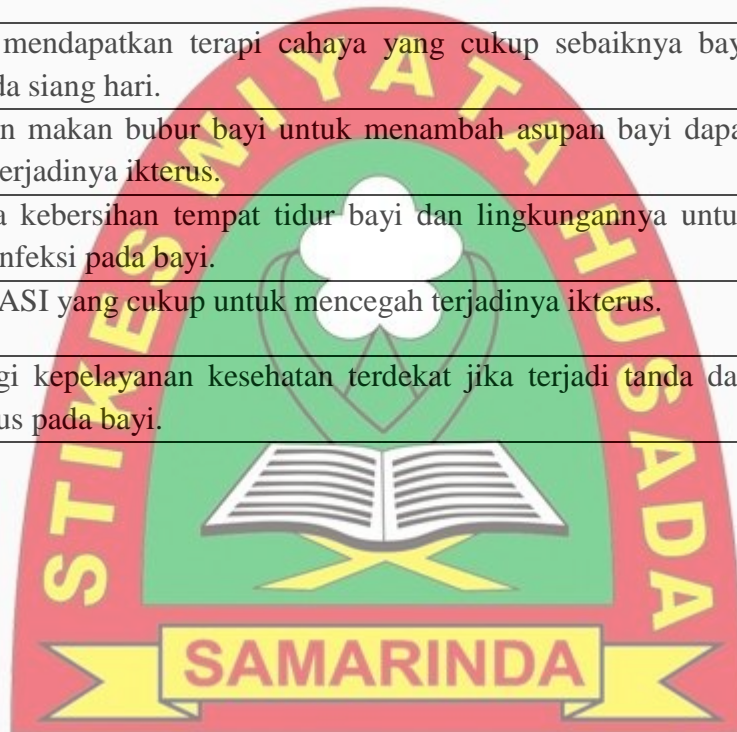 mendapatkan terapi cahaya yang cukup sebaiknya bay
da siang hari.
n makan bubur bayi untuk menambah asupan bayi dapa
erjadinya ikterus.
a kebersihan tempat tidur bayi dan lingkungannya untu
nfeksi pada bayi.
ASI yang cukup untuk mencegah terjadinya ikterus.
gi kepelayanan kesehatan terdekat jika terjadi tanda da
us pada bayi.
STIKES WIYATA HUSADA
SAMARINDA